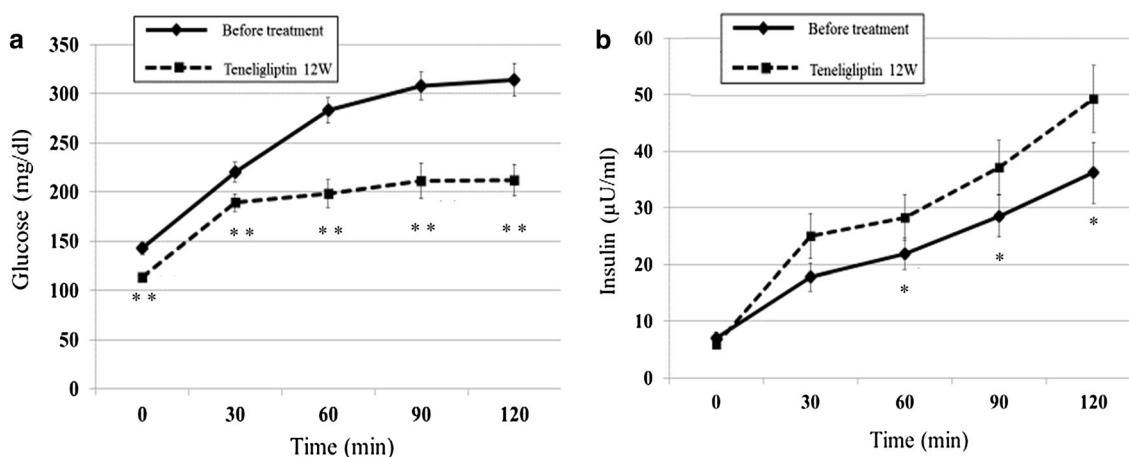 a
Before treatment
Teneligliptin 12W
Glucose (mg/dl)
350
300
250
200
150
100
50
0
* *
* *
* *
* *
* *
0 30 60 90 120
Time (min)
b
Before treatment
Teneligliptin 12W
Insulin (µU/ml)
60
50
40
30
20
10
0
*
*
*
0 30 60 90 120
Time (min)